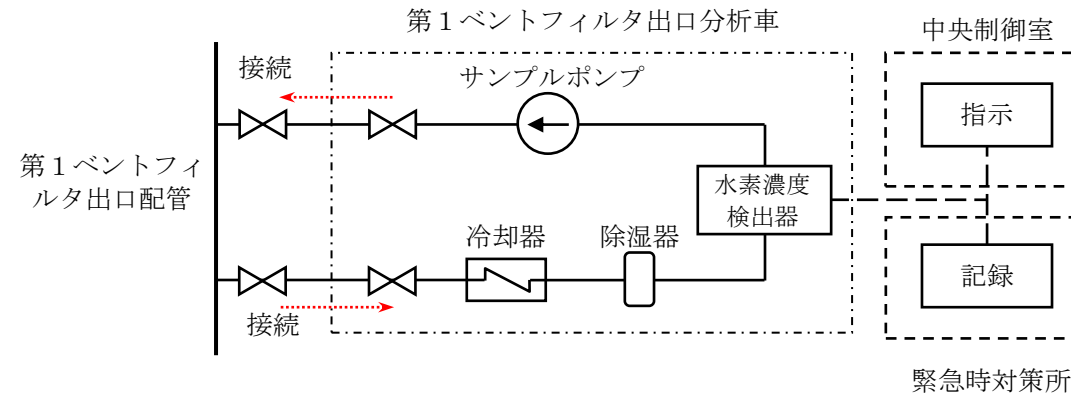 第１ベントフィルタ出口分析車
中央制御室
接続
サンプルポンプ
指示
第１ベントフィ
ルタ出口配管
水素濃度
検出器
冷却器
除湿器
記録
接続
緊急時対策所